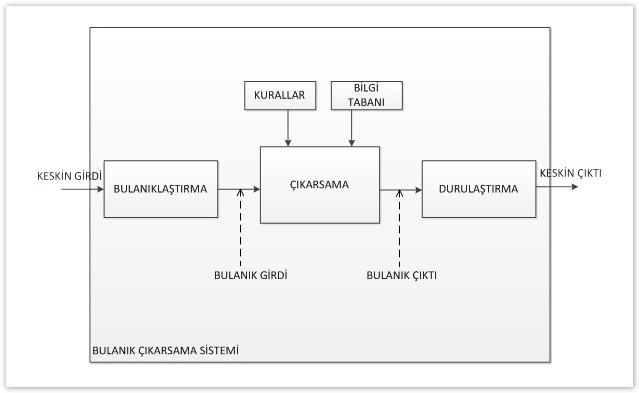 KURALLAR
BİLGİ
TABANI
KESKİN GİRDİ
BULANIKLAŞTIRMA
ÇIKARSAMA
DURULAŞTIRMA
KESKİN ÇIKTI
BULANIK GİRDİ
BULANIK ÇIKTI
BULANIK ÇIKARSAMA SİSTEMİ